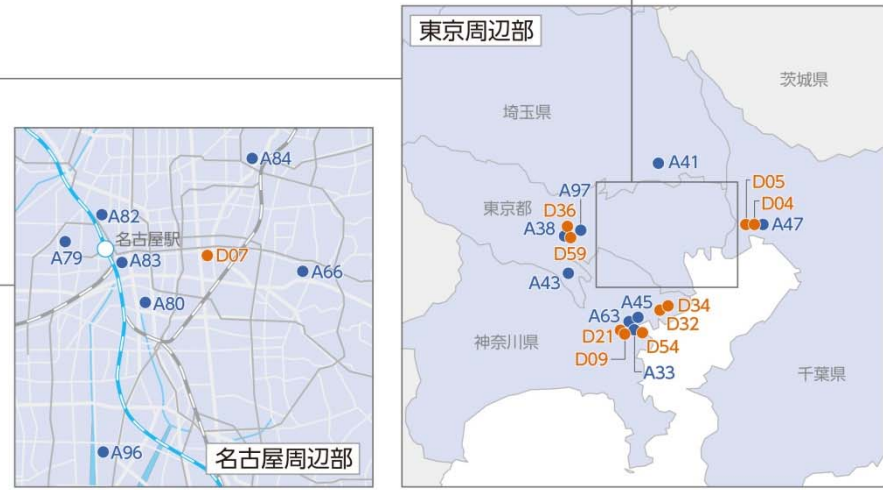 東京周辺部
茨城県
埼玉県
A41
A97
東京都
D36
A38
D59
A43
D05
D04
A47
A45
A63
D34
D32
D21
D54
D09
A33
神奈川県
千葉県
A84
A82
名古屋駅
A79
A83
D07
A66
A80
A96
名古屋周辺部